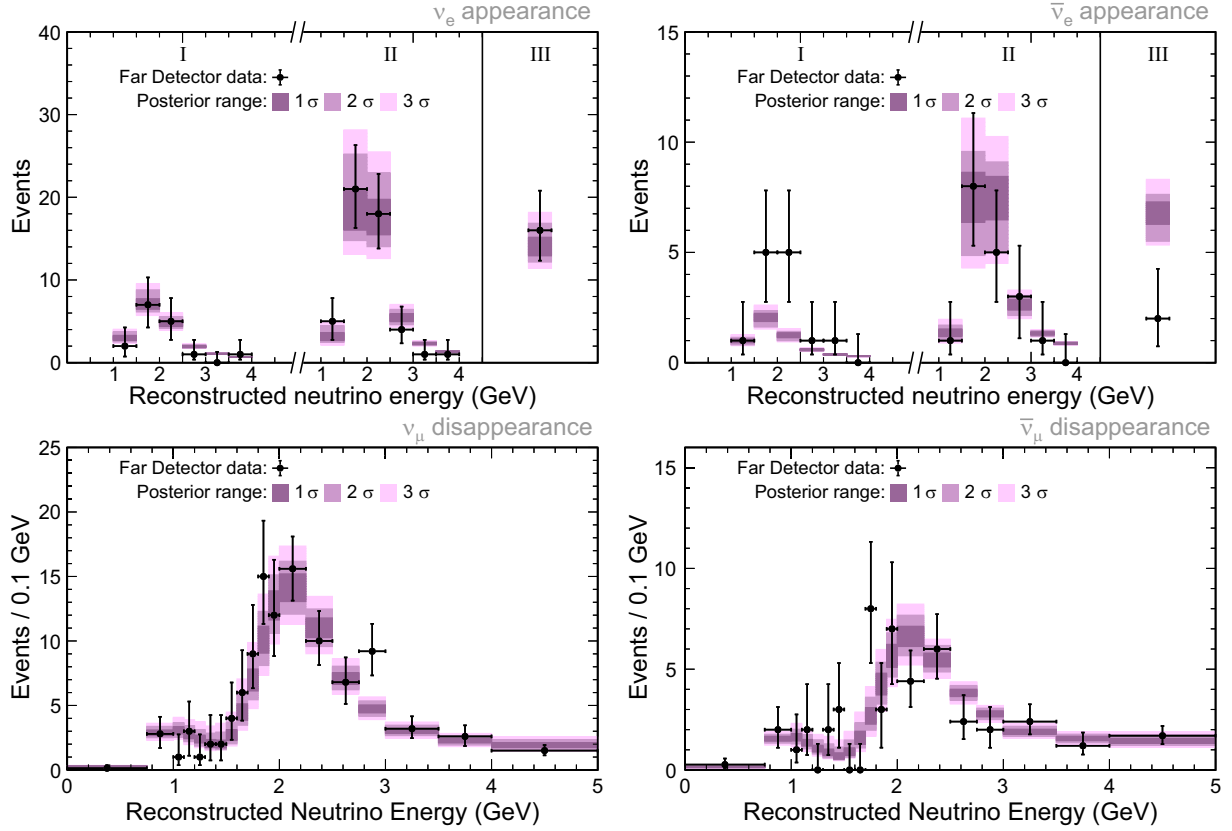 νe appearance
40
30
20
10
0
Events
I
II
III
Far Detector data:
Posterior range: 1 σ 2 σ 3 σ
1 2 3 4 1 2 3 4
Reconstructed neutrino energy (GeV)
ν̅e appearance
15
10
5
0
Events
I
II
III
Far Detector data:
Posterior range: 1 σ 2 σ 3 σ
1 2 3 4 1 2 3 4
Reconstructed neutrino energy (GeV)
νμ disappearance
25
20
15
10
5
0
Events / 0.1 GeV
Far Detector data:
Posterior range: 1 σ 2 σ 3 σ
0 1 2 3 4 5
Reconstructed Neutrino Energy (GeV)
ν̅μ disappearance
15
10
5
0
Events / 0.1 GeV
Far Detector data:
Posterior range: 1 σ 2 σ 3 σ
0 1 2 3 4 5
Reconstructed Neutrino Energy (GeV)